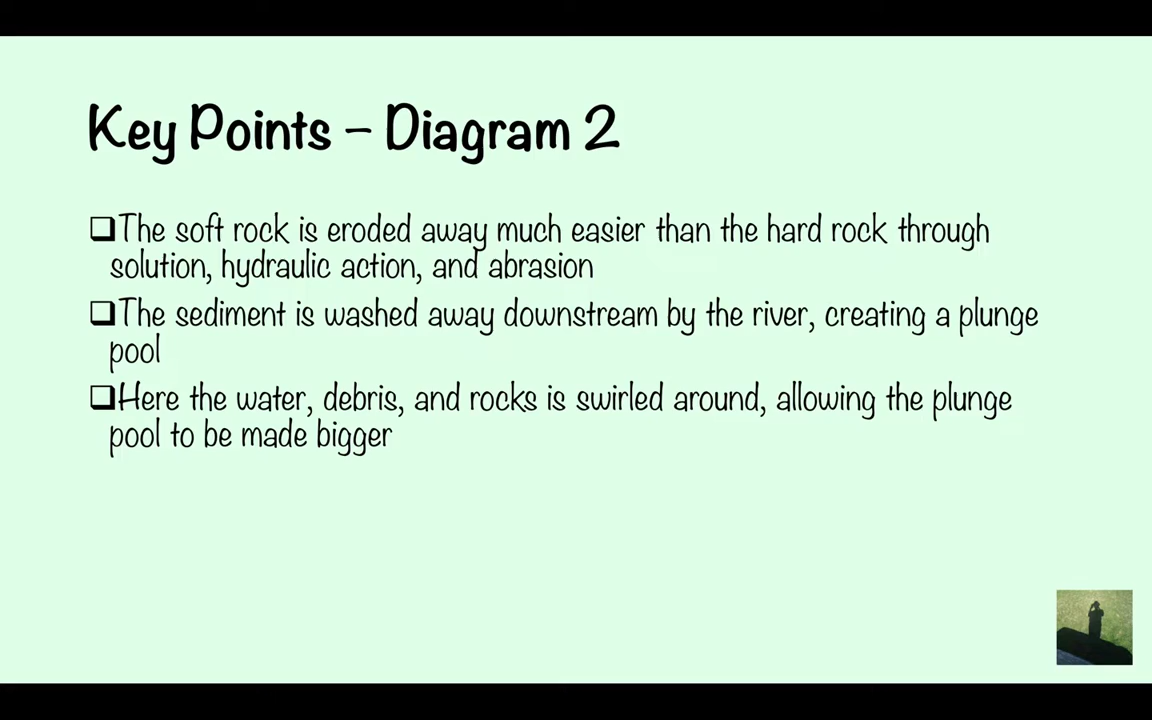 Key Points – Diagram 2
❑The soft rock is eroded away much easier than the hard rock through
solution, hydraulic action, and abrasion
❑The sediment is washed away downstream by the river, creating a plunge
pool
❑Here the water, debris, and rocks is swirled around, allowing the plunge
pool to be made bigger